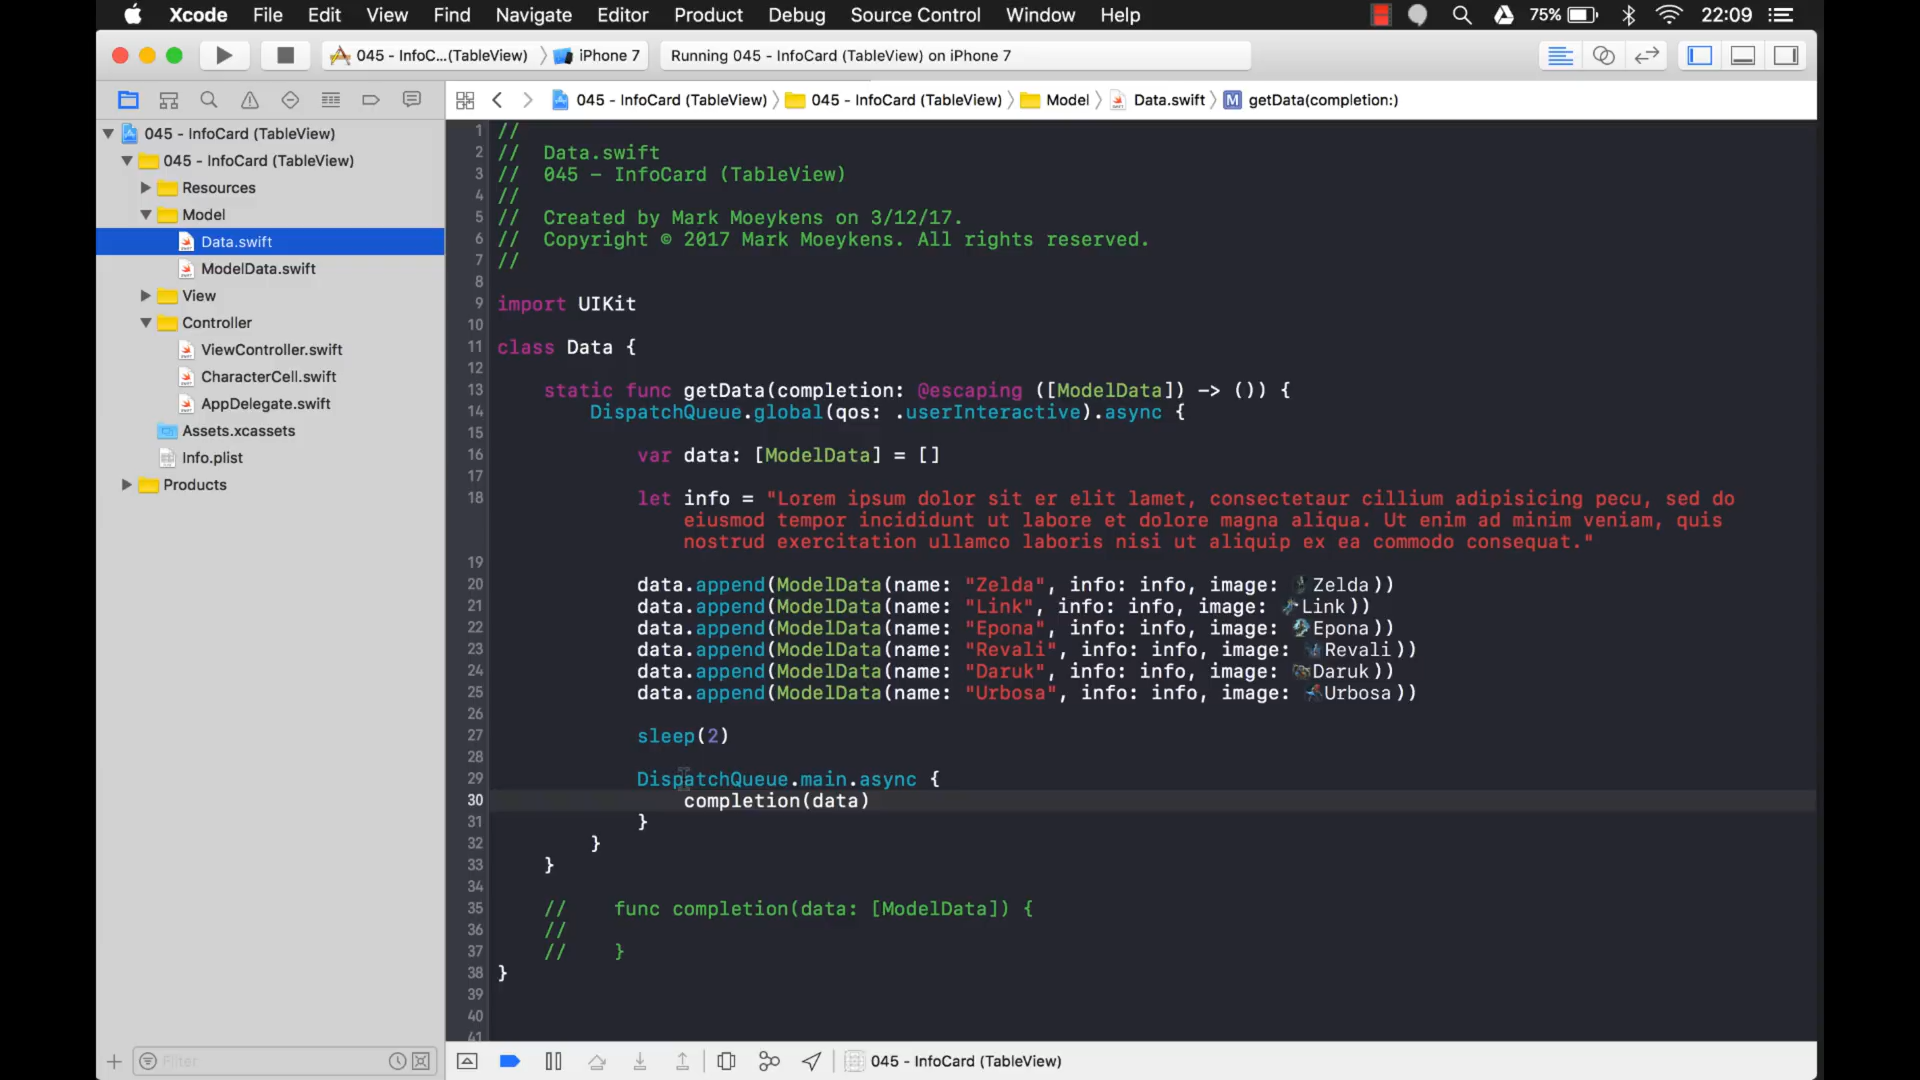 Xcode File Edit View Find Navigate Editor Product Debug Source Control Window Help 75% 22:09
045 - InfoC...(TableView) iPhone 7 Running 045 - InfoCard (TableView) on iPhone 7
045 - InfoCard (TableView) 045 - InfoCard (TableView) Model Data.swift M getData(completion:)
045 - InfoCard (TableView)
045 - InfoCard (TableView)
Resources
Model
Data.swift
ModelData.swift
View
Controller
ViewController.swift
CharacterCell.swift
AppDelegate.swift
Assets.xcassets
Info.plist
Products
Filter
1 //
2 // Data.swift
3 // 045 - InfoCard (TableView)
4 //
5 // Created by Mark Moeykens on 3/12/17.
6 // Copyright © 2017 Mark Moeykens. All rights reserved.
7 //
8
9 import UIKit
10
11 class Data {
12
13 static func getData(completion: @escaping ([ModelData]) -> ()) {
14 DispatchQueue.global(qos: .userInteractive).async {
15
16 var data: [ModelData] = []
17
18 let info = "Lorem ipsum dolor sit er elit lamet, consectetaur cillium adipisicing pecu, sed do
eiusmod tempor incididunt ut labore et dolore magna aliqua. Ut enim ad minim veniam, quis
nostrud exercitation ullamco laboris nisi ut aliquip ex ea commodo consequat."
19
20 data.append(ModelData(name: "Zelda", info: info, image: Zelda))
21 data.append(ModelData(name: "Link", info: info, image: Link))
22 data.append(ModelData(name: "Epona", info: info, image: Epona))
23 data.append(ModelData(name: "Revali", info: info, image: Revali))
24 data.append(ModelData(name: "Daruk", info: info, image: Daruk))
25 data.append(ModelData(name: "Urbosa", info: info, image: Urbosa))
26
27 sleep(2)
28
29 DispatchQueue.main.async {
30 completion(data)
31 }
32 }
33 }
34
35 // func completion(data: [ModelData]) {
36 //
37 // }
38 }
39
40
41
045 - InfoCard (TableView)